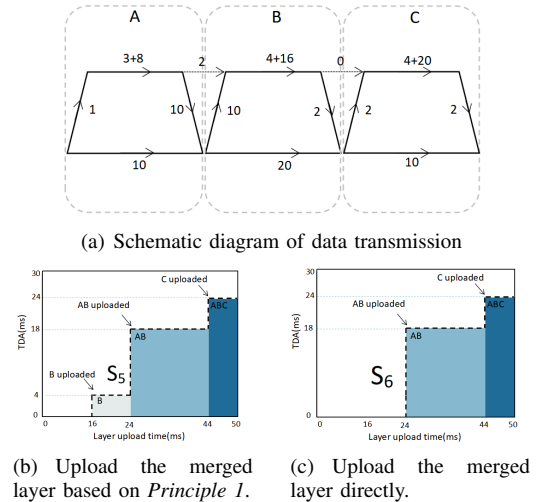 A B C
3+8 2 4+16 0 4+20
1 10 10 2 2 2
10 20 10
(a) Schematic diagram of data transmission
30
24
18
4
0
TDA(ms)
C uploaded
AB uploaded
B uploaded
S5
B
AB
ABC
0 16 24 44 50
Layer upload time(ms)
(b) Upload the merged
layer based on Principle 1.
30
24
18
0
TDA(ms)
C uploaded
AB uploaded
S6
AB
ABC
0 24 44 50
Layer upload time(ms)
(c) Upload the merged
layer directly.